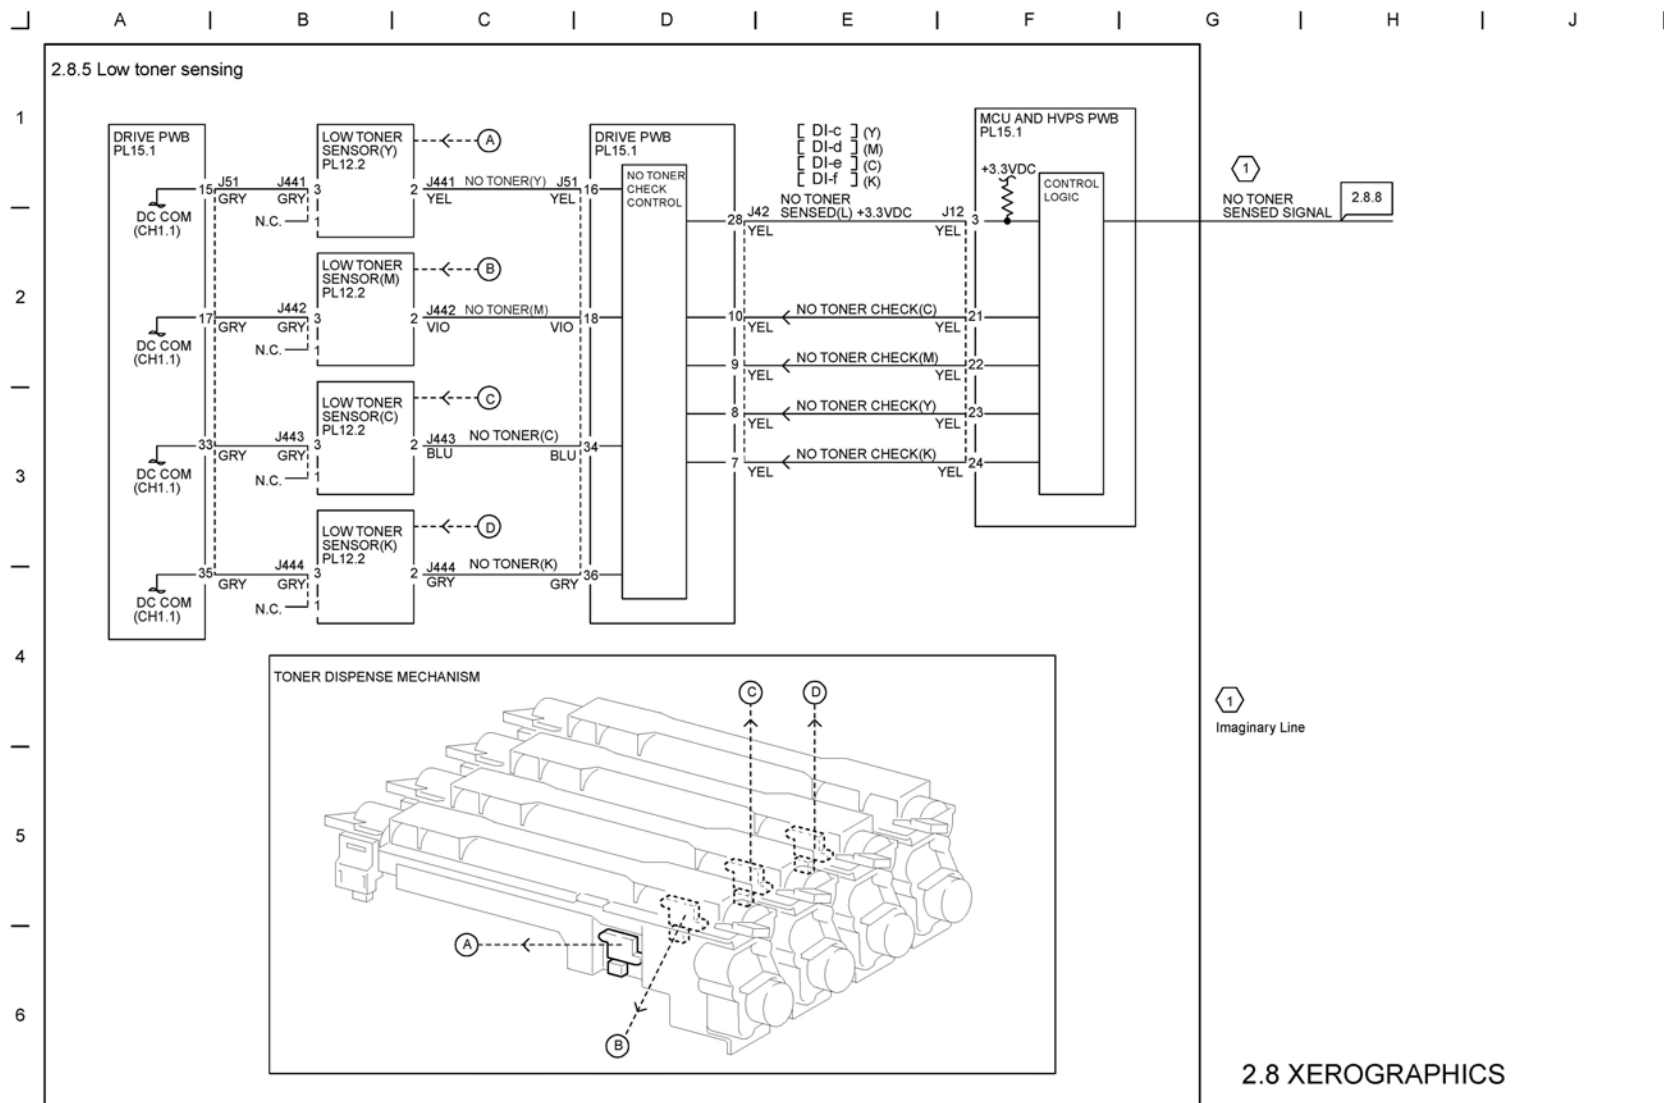 A B C D E F G H J
2.8.5 Low toner sensing
1
2
3
4
5
6
DRIVE PWB
PL15.1
15
DC COM
(CH1.1)
17
DC COM
(CH1.1)
33
DC COM
(CH1.1)
35
DC COM
(CH1.1)
J51 J441
GRY GRY
N.C.
J442
GRY GRY
N.C.
J443
GRY GRY
N.C.
J444
GRY GRY
N.C.
LOW TONER
SENSOR(Y)
PL12.2
3 2
1
LOW TONER
SENSOR(M)
PL12.2
3 2
1
LOW TONER
SENSOR(C)
PL12.2
3 2
1
LOW TONER
SENSOR(K)
PL12.2
3 2
1
A
J441 NO TONER(Y) J51
YEL YEL
B
J442 NO TONER(M)
VIO VIO
C
J443 NO TONER(C)
BLU BLU
D
J444 NO TONER(K)
GRY GRY
DRIVE PWB
PL15.1
NO TONER
CHECK
CONTROL
16
18
34
36
28
10
9
8
7
[ DI-c ] (Y)
[ DI-d ] (M)
[ DI-e ] (C)
[ DI-f ] (K)
NO TONER
J42 SENSED(L) +3.3VDC J12
YEL YEL
NO TONER CHECK(C)
YEL YEL
NO TONER CHECK(M)
YEL YEL
NO TONER CHECK(Y)
YEL YEL
NO TONER CHECK(K)
YEL YEL
MCU AND HVPS PWB
PL15.1
+3.3VDC
CONTROL
LOGIC
3
21
22
23
24
1
NO TONER
SENSED SIGNAL
2.8.8
TONER DISPENSE MECHANISM
C
D
A
B
1
Imaginary Line
2.8 XEROGRAPHICS